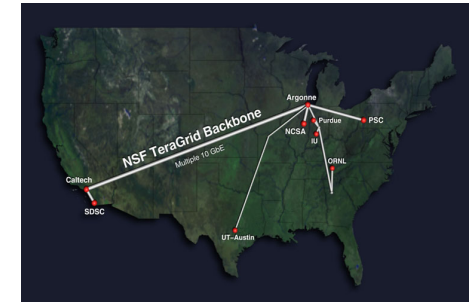 Argonne
NSF TeraGrid Backbone
Multiple 10 GbE
Purdue
PSC
NCSA
IU
ORNL
Caltech
SDSC
UT-Austin